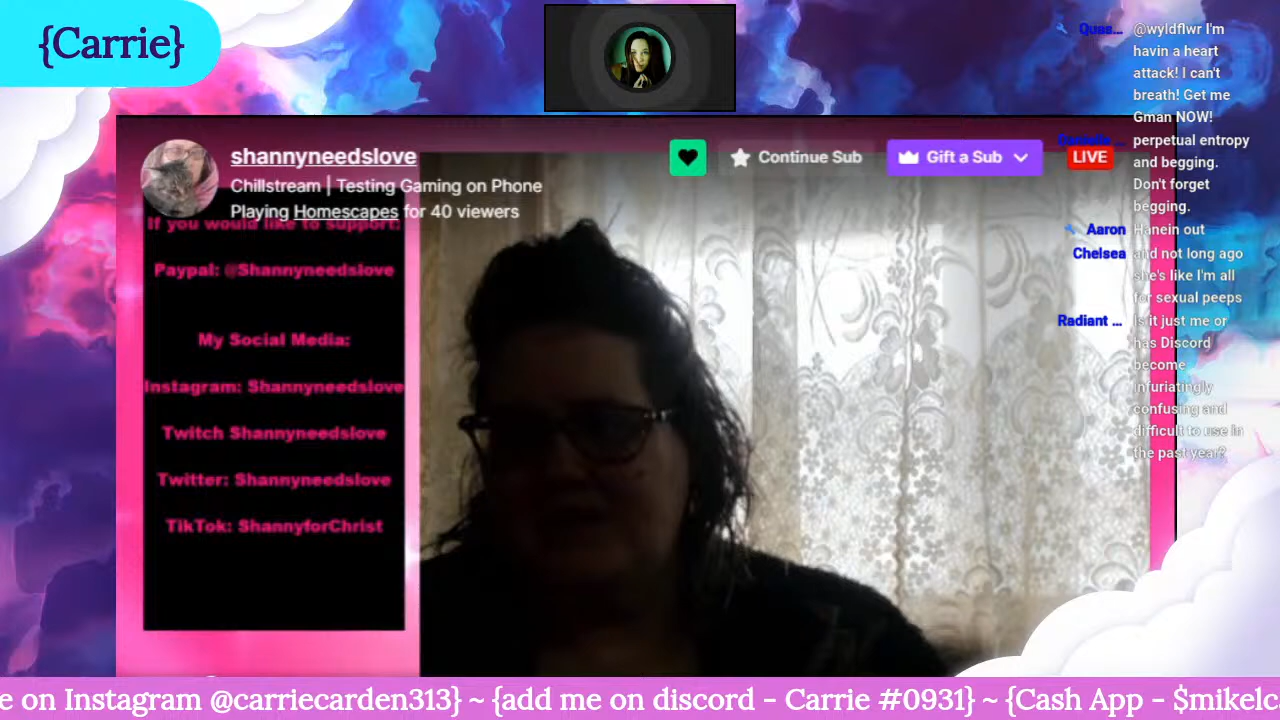 {Carrie}
shannyneedslove
Chillstream | Testing Gaming on Phone
Playing Homescapes for 40 viewers
Continue Sub
Gift a Sub
LIVE
If you would like to support:
Paypal: @Shannyneedslove
My Social Media:
Instagram: Shannyneedslove
Twitch Shannyneedslove
Twitter: Shannyneedslove
TikTok: ShannyforChrist
Quas... @wyldflwr I'm
havin a heart
attack! I can't
breath! Get me
Gman NOW!
perpetual entropy
and begging.
Don't forget
begging.
Aaron Hanein out
Chelsea and not long ago
she's like I'm all
for sexual peeps
Radiant ... Is it just me or
has Discord
become
infuriatingly
confusing and
difficult to use in
the past year?
e on Instagram @carriecarden313} ~ {add me on discord - Carrie #0931} ~ {Cash App - $mikelc